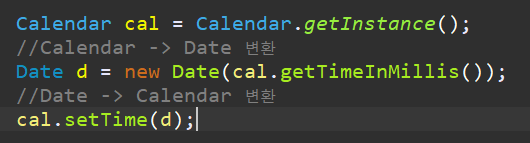 Calendar cal = Calendar.getInstance();
//Calendar -> Date 변환
Date d = new Date(cal.getTimeInMillis());
//Date -> Calendar 변환
cal.setTime(d);